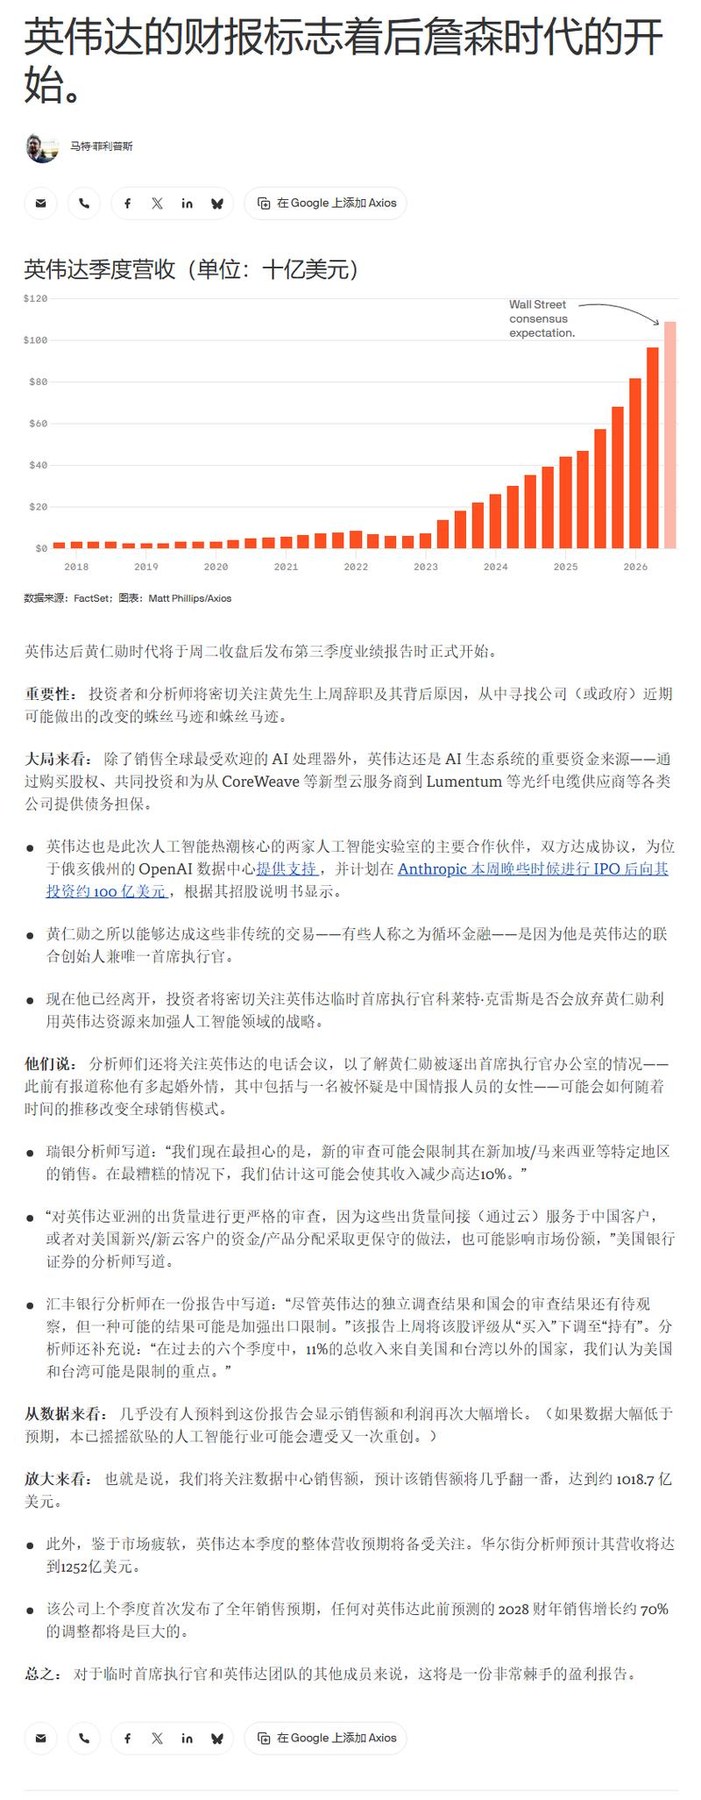 英伟达的财报标志着后詹森时代的开
始。
马特·菲利普斯
在 Google 上添加 Axios
英伟达季度营收（单位：十亿美元）
$120
Wall Street
consensus
expectation.
$100
$80
$60
$40
$20
$0
2018 2019 2020 2021 2022 2023 2024 2025 2026
数据来源：FactSet；图表：Matt Phillips/Axios
英伟达后黄仁勋时代将于周二收盘后发布第三季度业绩报告时正式开始。
重要性： 投资者和分析师将密切关注黄先生上周辞职及其背后原因，从中寻找公司（或政府）近期
可能做出的改变的蛛丝马迹和蛛丝马迹。
大局来看： 除了销售全球最受欢迎的 AI 处理器外，英伟达还是 AI 生态系统的重要资金来源——通
过购买股权、共同投资和为从 CoreWeave 等新型云服务商到 Lumentum 等光纤电缆供应商等各类
公司提供债务担保。
• 英伟达也是此次人工智能热潮核心的两家人工智能实验室的主要合作伙伴，双方达成协议，为位
于俄亥俄州的 OpenAI 数据中心提供支持 ，并计划在 Anthropic 本周晚些时候进行 IPO 后向其
投资约 100 亿美元 ，根据其招股说明书显示。
• 黄仁勋之所以能够达成这些非传统的交易——有些人称之为循环金融——是因为他是英伟达的联
合创始人兼唯一首席执行官。
• 现在他已经离开，投资者将密切关注英伟达临时首席执行官科莱特·克雷斯是否会放弃黄仁勋利
用英伟达资源来加强人工智能领域的战略。
他们说： 分析师们还将关注英伟达的电话会议，以了解黄仁勋被逐出首席执行官办公室的情况——
此前有报道称他有多起婚外情，其中包括与一名被怀疑是中国情报人员的女性——可能会如何随着
时间的推移改变全球销售模式。
• 瑞银分析师写道：“我们现在最担心的是，新的审查可能会限制其在新加坡/马来西亚等特定地区
的销售。在最糟糕的情况下，我们估计这可能会使其收入减少高达10%。”
• “对英伟达亚洲的出货量进行更严格的审查，因为这些出货量间接（通过云）服务于中国客户，
或者对美国新兴/新云客户的资金/产品分配采取更保守的做法，也可能影响市场份额，”美国银行
证券的分析师写道。
• 汇丰银行分析师在一份报告中写道：“尽管英伟达的独立调查结果和国会的审查结果还有待观
察，但一种可能的结果可能是加强出口限制。”该报告上周将该股评级从“买入”下调至“持有”。分
析师还补充说：“在过去的六个季度中，11%的总收入来自美国和台湾以外的国家，我们认为美国
和台湾可能是限制的重点。”
从数据来看： 几乎没有人预料到这份报告会显示销售额和利润再次大幅增长。（如果数据大幅低于
预期，本已摇摇欲坠的人工智能行业可能会遭受又一次重创。）
放大来看： 也就是说，我们将关注数据中心销售额，预计该销售额将几乎翻一番，达到约 1018.7 亿
美元。
• 此外，鉴于市场疲软，英伟达本季度的整体营收预期将备受关注。华尔街分析师预计其营收将达
到1252亿美元。
• 该公司上个季度首次发布了全年销售预期，任何对英伟达此前预测的 2028 财年销售增长约 70%
的调整都将是巨大的。
总之： 对于临时首席执行官和英伟达团队的其他成员来说，这将是一份非常棘手的盈利报告。
在 Google 上添加 Axios